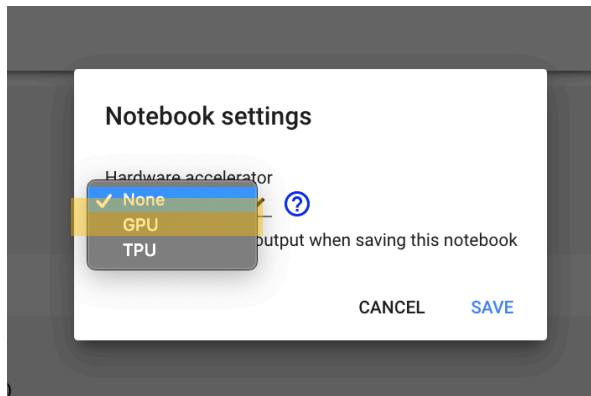 Notebook settings
Hardware accelerator
None
GPU
TPU
output when saving this notebook
CANCEL
SAVE